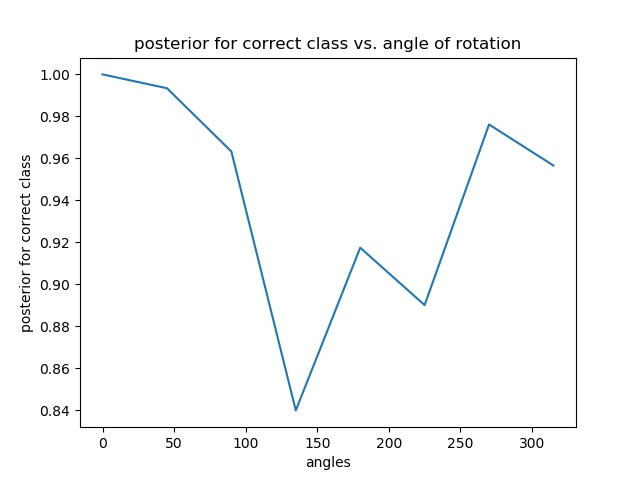 posterior for correct class vs. angle of rotation
1.00
0.98
0.96
0.94
0.92
0.90
0.88
0.86
0.84
posterior for correct class
0 50 100 150 200 250 300
angles